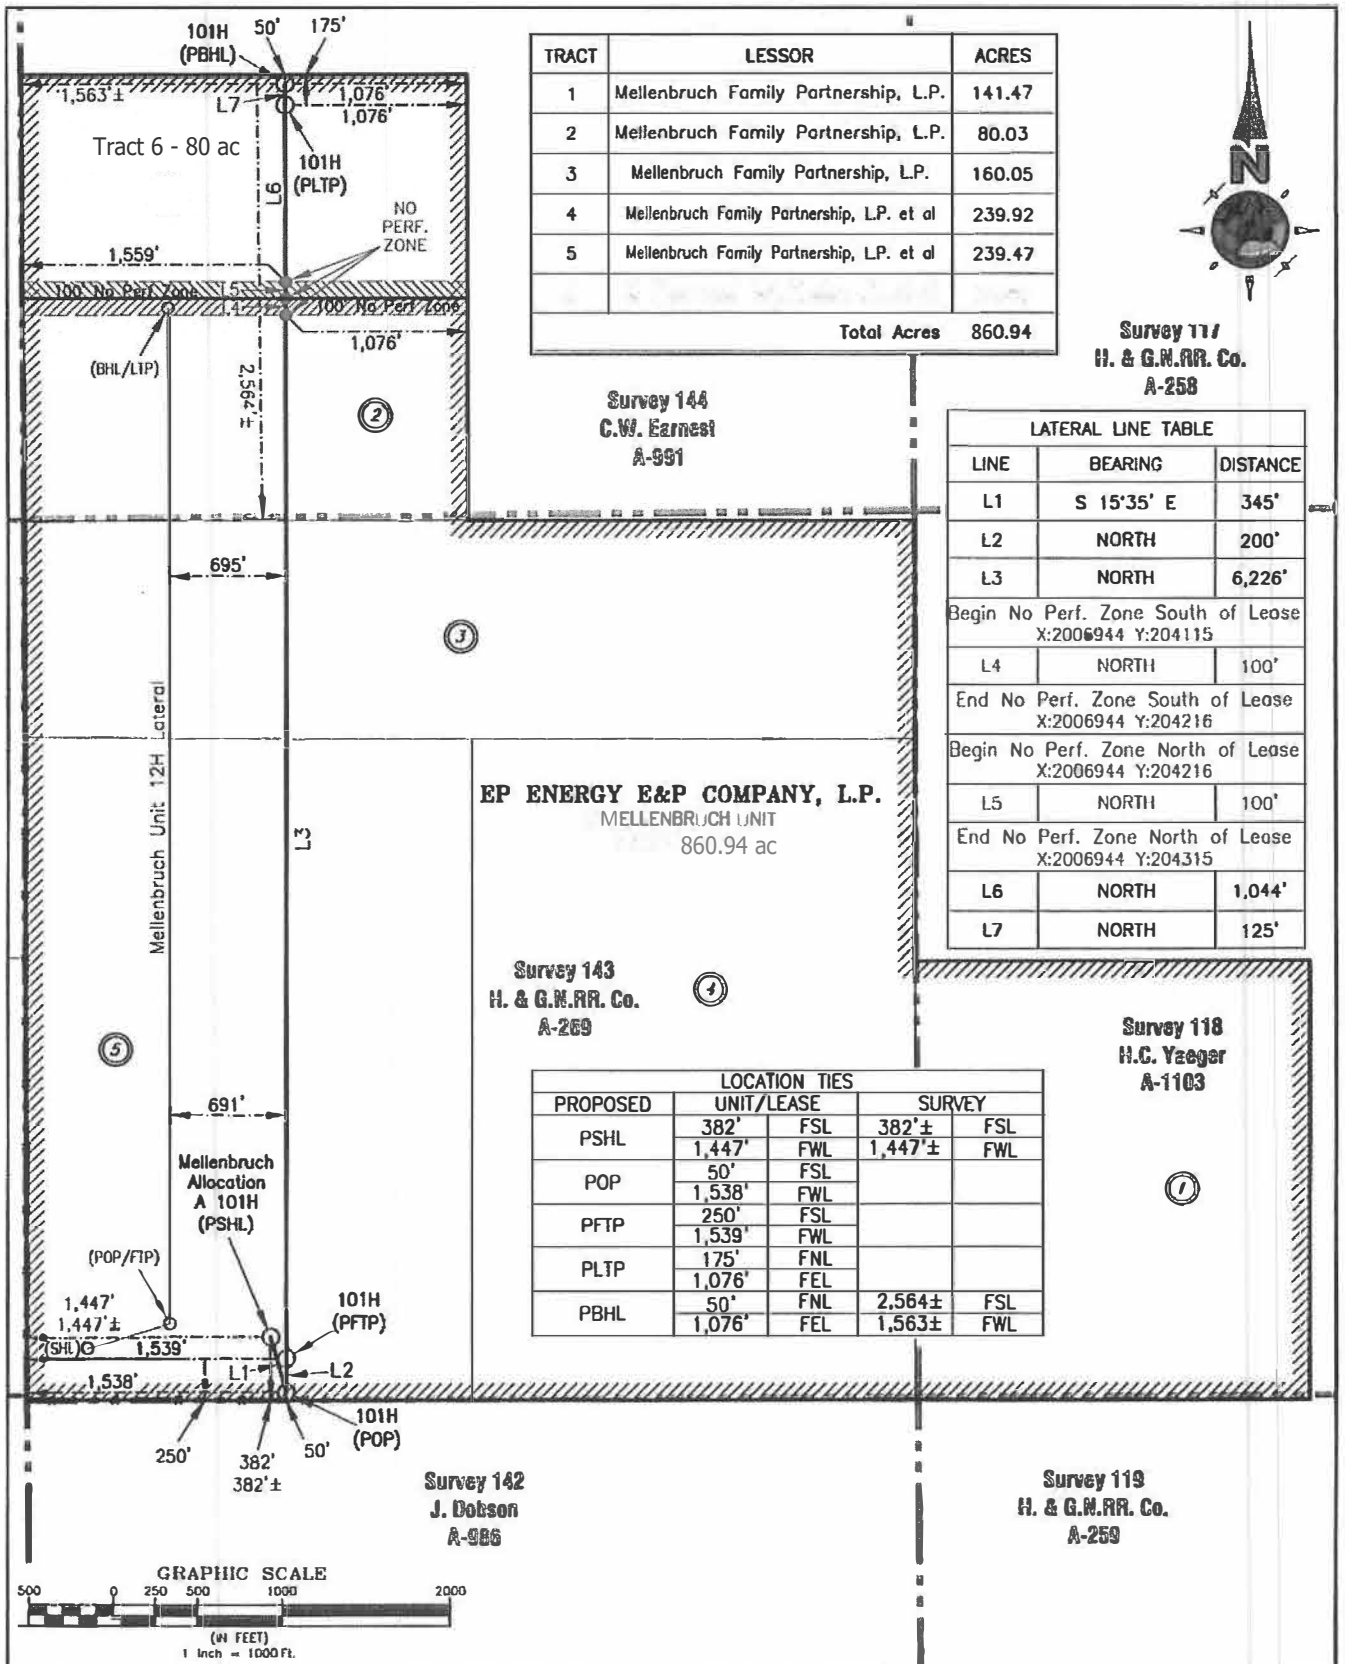 101H
(PBHL)
50'
175'
1,563'±
L7
1,076'
1,076'
Tract 6 - 80 ac
101H
(PLTP)
L6
NO
PERF.
ZONE
1,559'
100' No Perf Zone
L5
L4
100' No Perf Zone
1,076'
(BHL/LTP)
2,564'±
2
TRACT LESSOR ACRES
1 Mellenbruch Family Partnership, L.P. 141.47
2 Mellenbruch Family Partnership, L.P. 80.03
3 Mellenbruch Family Partnership, L.P. 160.05
4 Mellenbruch Family Partnership, L.P. et al 239.92
5 Mellenbruch Family Partnership, L.P. et al 239.47
Total Acres 860.94
N
Survey 117
H. & G.N.RR. Co.
A-258
Survey 144
C.W. Earnest
A-991
LATERAL LINE TABLE
LINE BEARING DISTANCE
L1 S 15°35' E 345'
L2 NORTH 200'
L3 NORTH 6,226'
Begin No Perf. Zone South of Lease
X:2006944 Y:204115
L4 NORTH 100'
End No Perf. Zone South of Lease
X:2006944 Y:204216
Begin No Perf. Zone North of Lease
X:2006944 Y:204216
L5 NORTH 100'
End No Perf. Zone North of Lease
X:2006944 Y:204315
L6 NORTH 1,044'
L7 NORTH 125'
695'
3
Mellenbruch Unit 12H Lateral
L3
EP ENERGY E&P COMPANY, L.P.
MELLENBRUCH UNIT
860.94 ac
Survey 143
H. & G.N.RR. Co.
A-269
4
5
Survey 118
H.C. Yaeger
A-1103
1
691'
Mellenbruch
Allocation
A 101H
(PSHL)
(POP/FTP)
1,447'
1,447'±
(SHL)
1,539'
101H
(PFTP)
L1
L2
1,538'
101H
(POP)
250'
382'
382'±
50'
LOCATION TIES
PROPOSED UNIT/LEASE SURVEY
PSHL 382' FSL 382'± FSL
1,447' FWL 1,447'± FWL
POP 50' FSL
1,538' FWL
PFTP 250' FSL
1,539' FWL
PLTP 175' FNL
1,076' FEL
PBHL 50' FNL 2,564± FSL
1,076' FEL 1,563± FWL
Survey 142
J. Dobson
A-986
Survey 119
H. & G.N.RR. Co.
A-259
GRAPHIC SCALE
500 0 250 500 1000 2000
(IN FEET)
1 Inch = 1000 Ft.